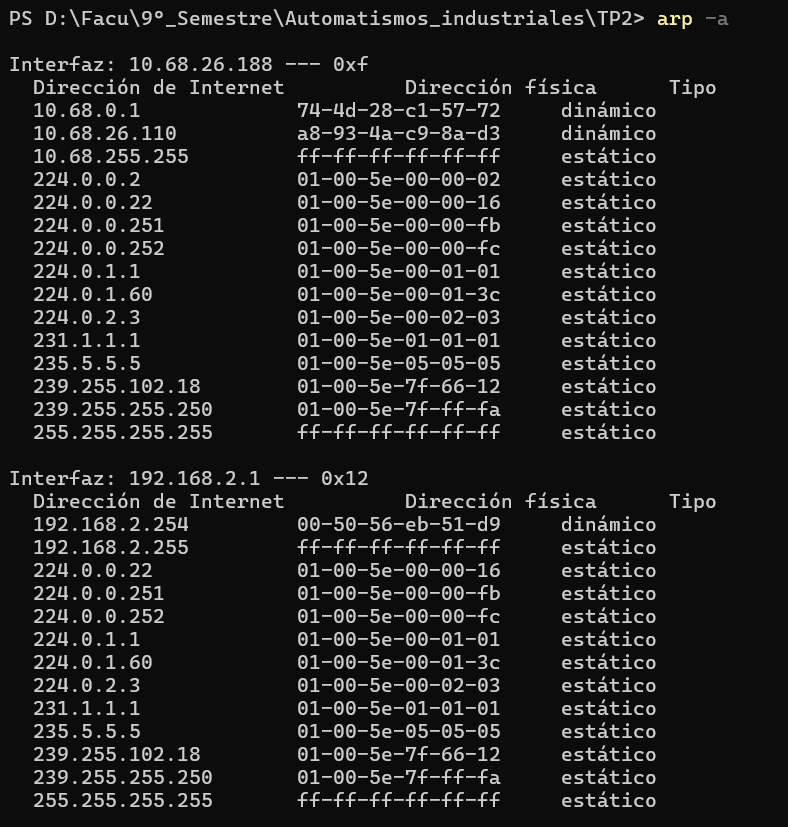 PS D:\Facu\9°_Semestre\Automatismos_industriales\TP2> arp -a
Interfaz: 10.68.26.188 --- 0xf
Dirección de Internet Dirección física Tipo
10.68.0.1 74-4d-28-c1-57-72 dinámico
10.68.26.110 a8-93-4a-c9-8a-d3 dinámico
10.68.255.255 ff-ff-ff-ff-ff-ff estático
224.0.0.2 01-00-5e-00-00-02 estático
224.0.0.22 01-00-5e-00-00-16 estático
224.0.0.251 01-00-5e-00-00-fb estático
224.0.0.252 01-00-5e-00-00-fc estático
224.0.1.1 01-00-5e-00-01-01 estático
224.0.1.60 01-00-5e-00-01-3c estático
224.0.2.3 01-00-5e-00-02-03 estático
231.1.1.1 01-00-5e-01-01-01 estático
235.5.5.5 01-00-5e-05-05-05 estático
239.255.102.18 01-00-5e-7f-66-12 estático
239.255.255.250 01-00-5e-7f-ff-fa estático
255.255.255.255 ff-ff-ff-ff-ff-ff estático
Interfaz: 192.168.2.1 --- 0x12
Dirección de Internet Dirección física Tipo
192.168.2.254 00-50-56-eb-51-d9 dinámico
192.168.2.255 ff-ff-ff-ff-ff-ff estático
224.0.0.22 01-00-5e-00-00-16 estático
224.0.0.251 01-00-5e-00-00-fb estático
224.0.0.252 01-00-5e-00-00-fc estático
224.0.1.1 01-00-5e-00-01-01 estático
224.0.1.60 01-00-5e-00-01-3c estático
224.0.2.3 01-00-5e-00-02-03 estático
231.1.1.1 01-00-5e-01-01-01 estático
235.5.5.5 01-00-5e-05-05-05 estático
239.255.102.18 01-00-5e-7f-66-12 estático
239.255.255.250 01-00-5e-7f-ff-fa estático
255.255.255.255 ff-ff-ff-ff-ff-ff estático